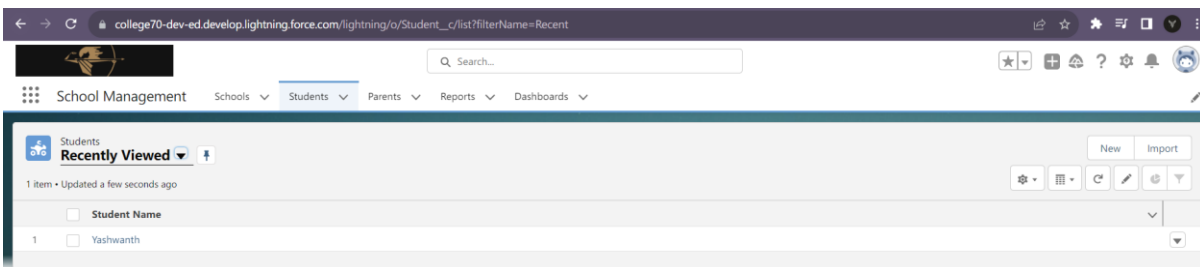 college70-dev-ed.develop.lightning.force.com/lightning/o/Student__c/list?filterName=Recent
Y
Search...
School Management Schools Students Parents Reports Dashboards
Students
Recently Viewed
New Import
1 item • Updated a few seconds ago
Student Name
1 Yashwanth